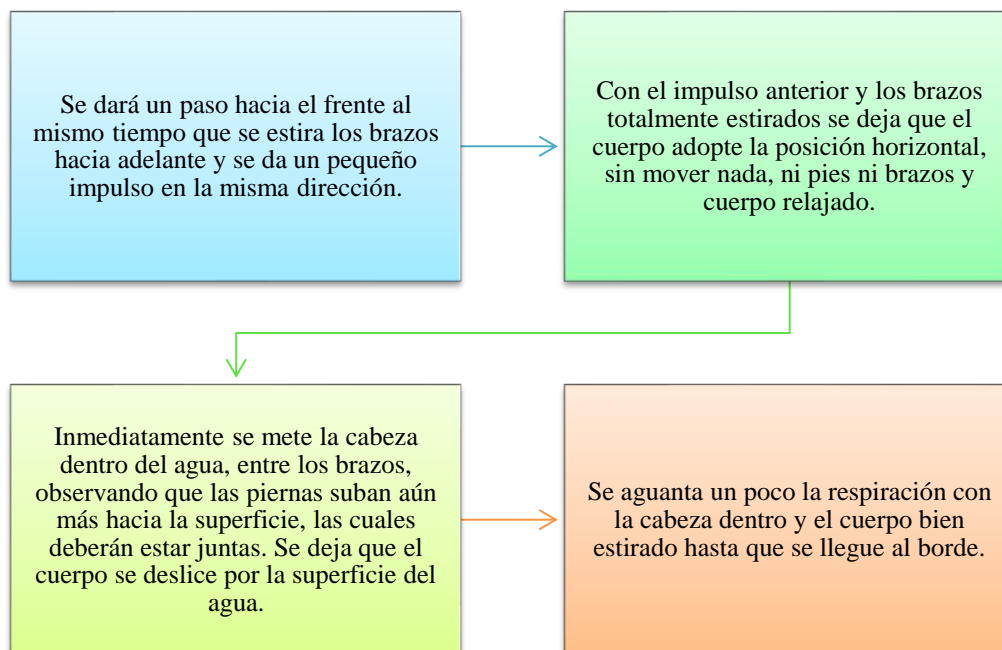 Se dará un paso hacia el frente al
mismo tiempo que se estira los brazos
hacia adelante y se da un pequeño
impulso en la misma dirección.
Con el impulso anterior y los brazos
totalmente estirados se deja que el
cuerpo adopte la posición horizontal,
sin mover nada, ni pies ni brazos y
cuerpo relajado.
Inmediatamente se mete la cabeza
dentro del agua, entre los brazos,
observando que las piernas suban aún
más hacia la superficie, las cuales
deberán estar juntas. Se deja que el
cuerpo se deslice por la superficie del
agua.
Se aguanta un poco la respiración con
la cabeza dentro y el cuerpo bien
estirado hasta que se llegue al borde.